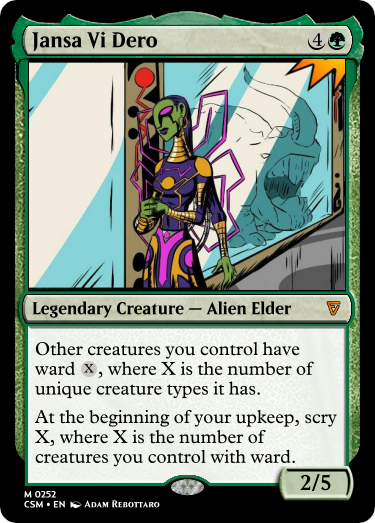 Jansa Vi Dero 4
Legendary Creature — Alien Elder
Other creatures you control have
ward X, where X is the number of
unique creature types it has.
At the beginning of your upkeep, scry
X, where X is the number of
creatures you control with ward.
2/5
M 0252
CSM • EN Adam Rebottaro